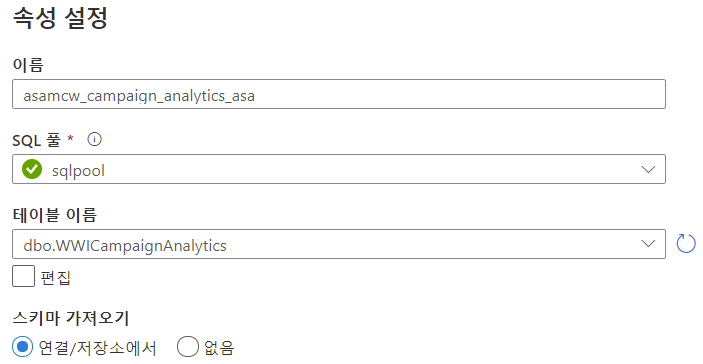 속성 설정
이름
asamcw_campaign_analytics_asa
SQL 풀 *
sqlpool
테이블 이름
dbo.WWICampaignAnalytics
편집
스키마 가져오기
연결/저장소에서 없음